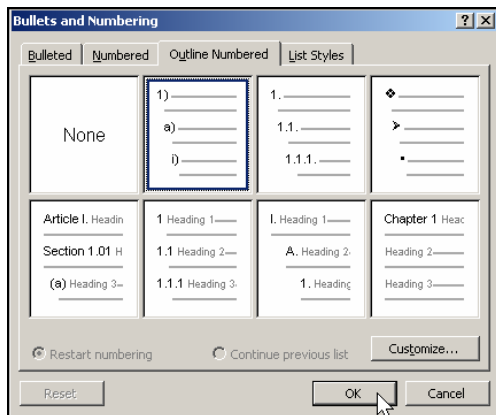 Bullets and Numbering
Bulleted Numbered Outline Numbered List Styles
None
1)
a)
i)
1.
1.1.
1.1.1.
Article I. Headin
Section 1.01 H
(a) Heading 3
1 Heading 1
1.1 Heading 2
1.1.1 Heading 3
I. Heading 1
A. Heading 2
1. Heading
Chapter 1 Head
Heading 2
Heading 3
Restart numbering Continue previous list Customize...
Reset OK Cancel